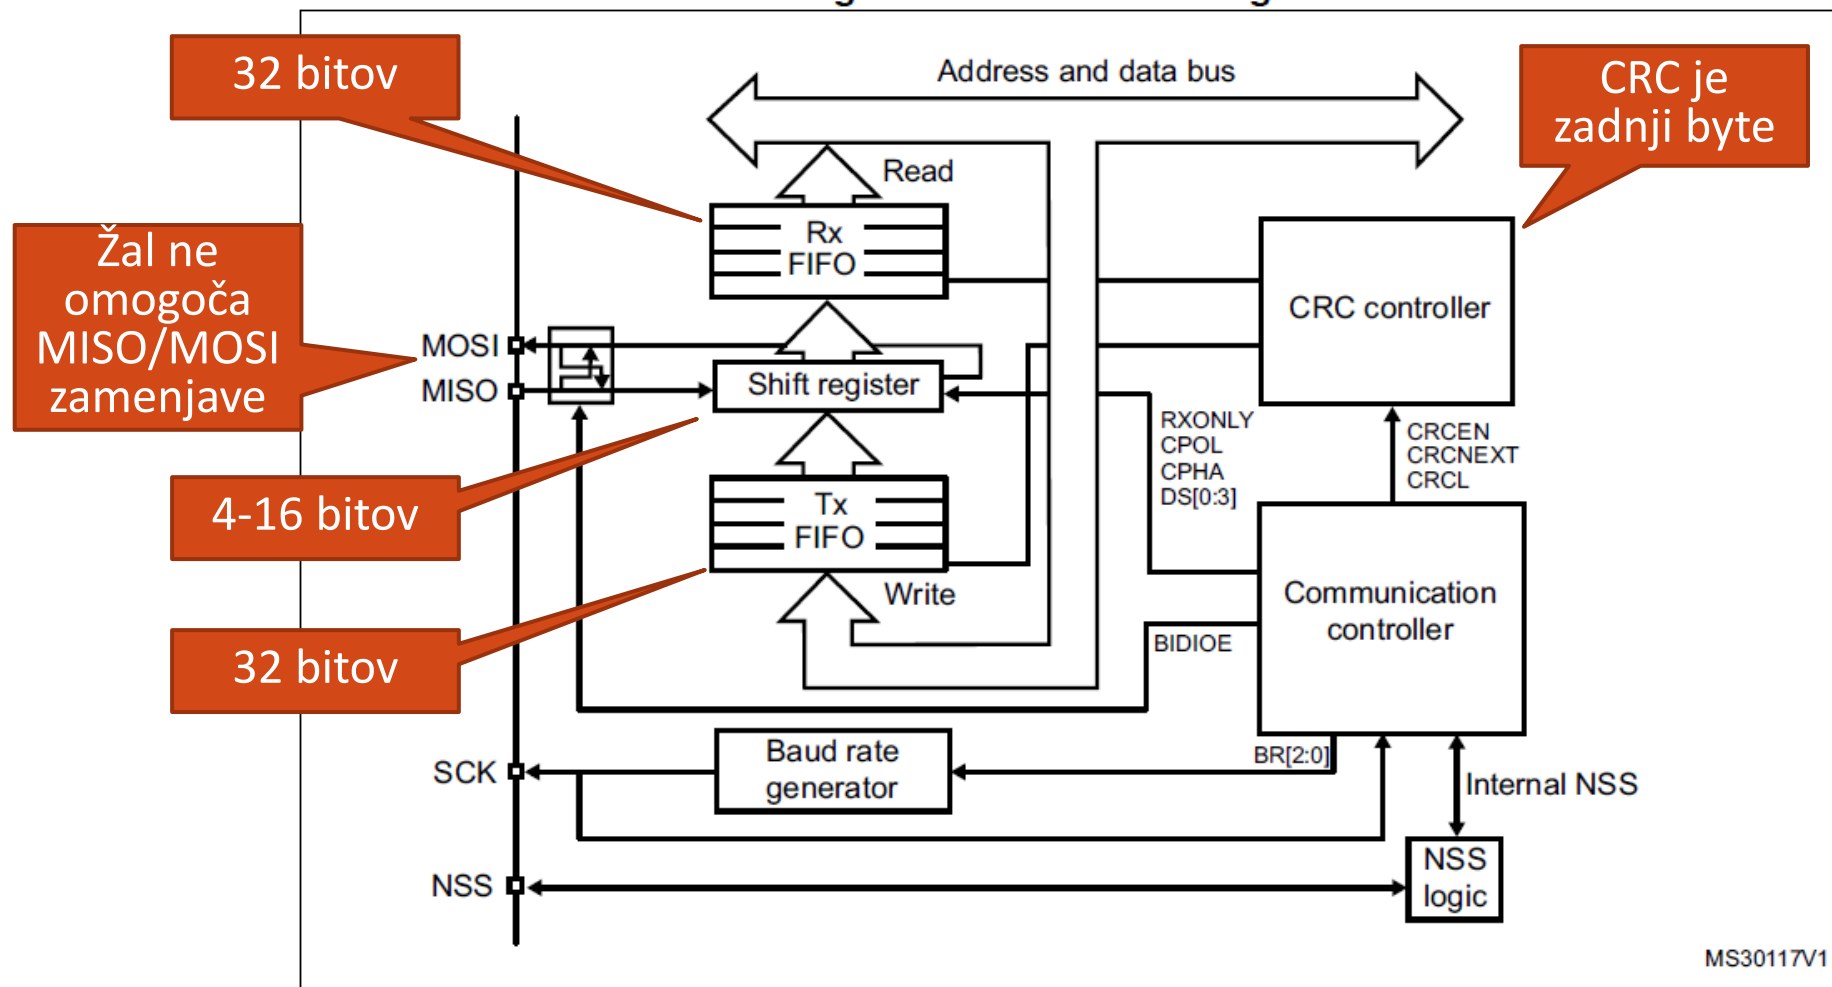 32 bitov
Address and data bus
CRC je
zadnji byte
Read
Rx
FIFO
Žal ne
omogoča
MISO/MOSI
zamenjave
MOSI
MISO
Shift register
CRC controller
RXONLY
CPOL
CPHA
DS[0:3]
CRCEN
CRCNEXT
CRCL
4-16 bitov
Tx
FIFO
Write
Communication
controller
BIDIOE
32 bitov
SCK
Baud rate
generator
BR[2:0]
Internal NSS
NSS
NSS
logic
MS30117V1